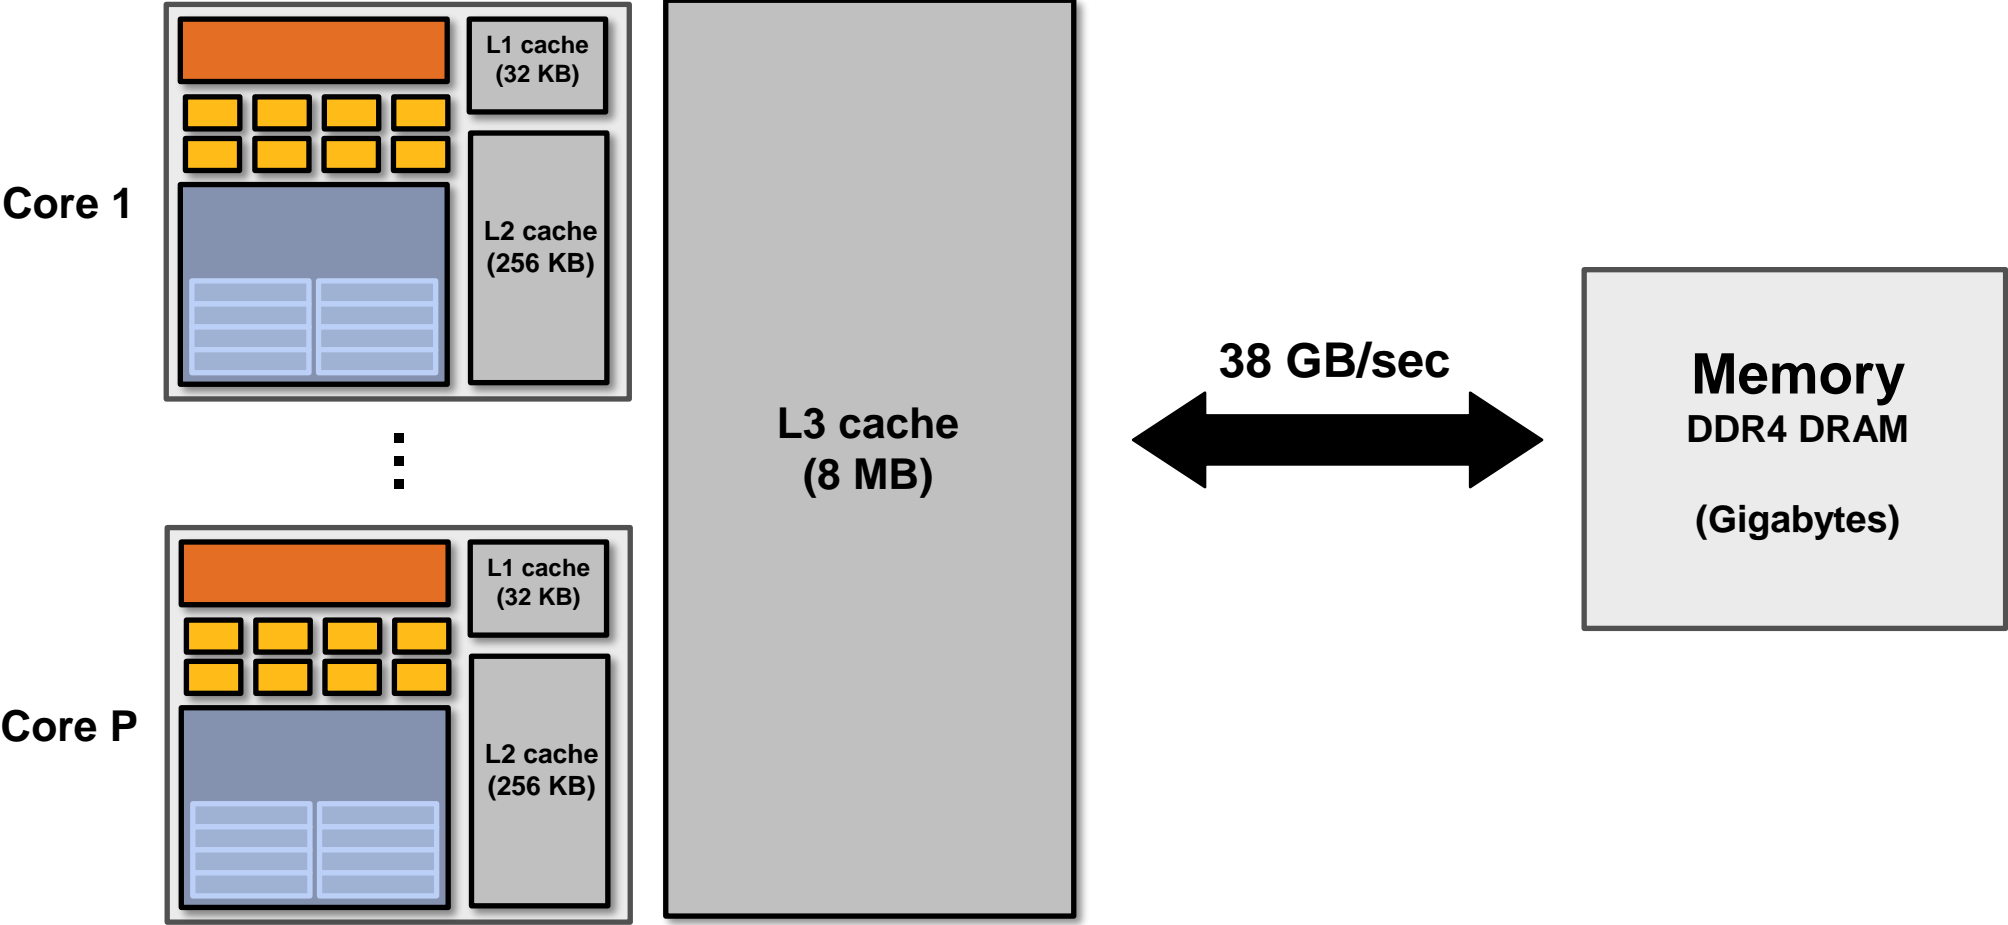 Core 1
L1 cache
(32 KB)
L2 cache
(256 KB)
Core P
L1 cache
(32 KB)
L2 cache
(256 KB)
L3 cache
(8 MB)
38 GB/sec
Memory
DDR4 DRAM
(Gigabytes)